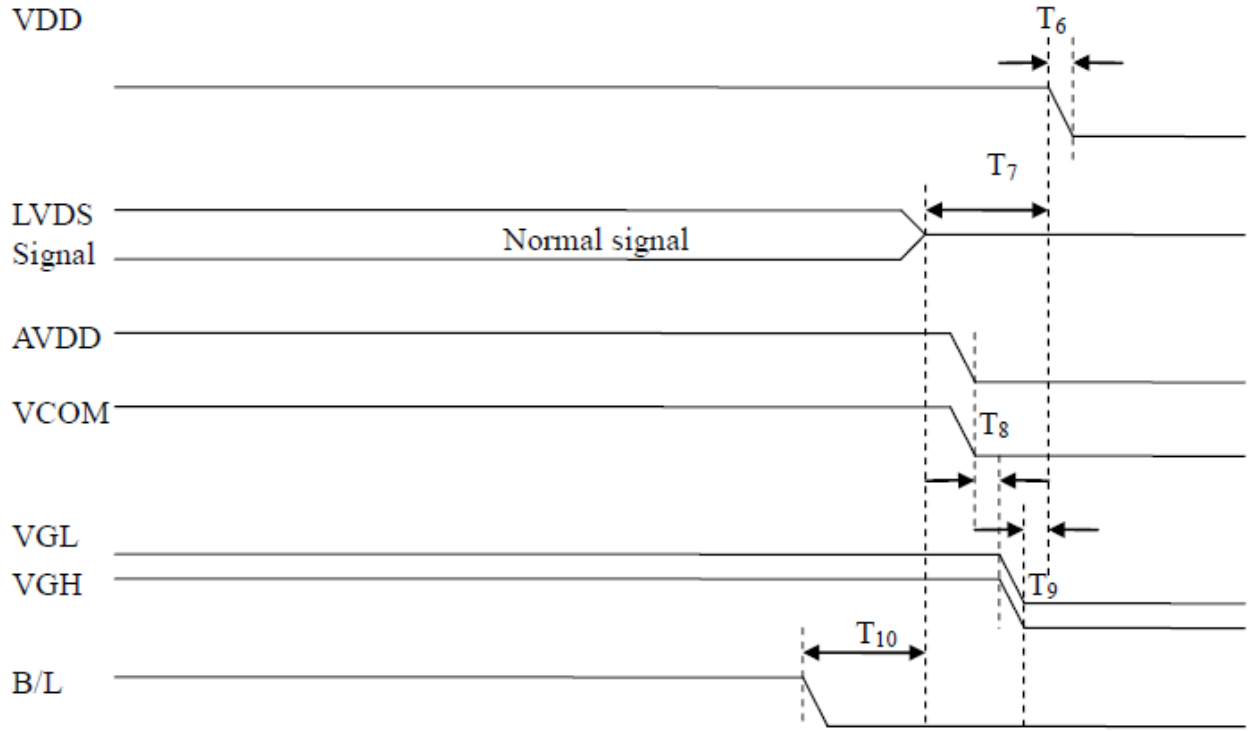 VDD
T6
T7
LVDS
Signal
Normal signal
AVDD
VCOM
T8
VGL
VGH
T9
T10
B/L